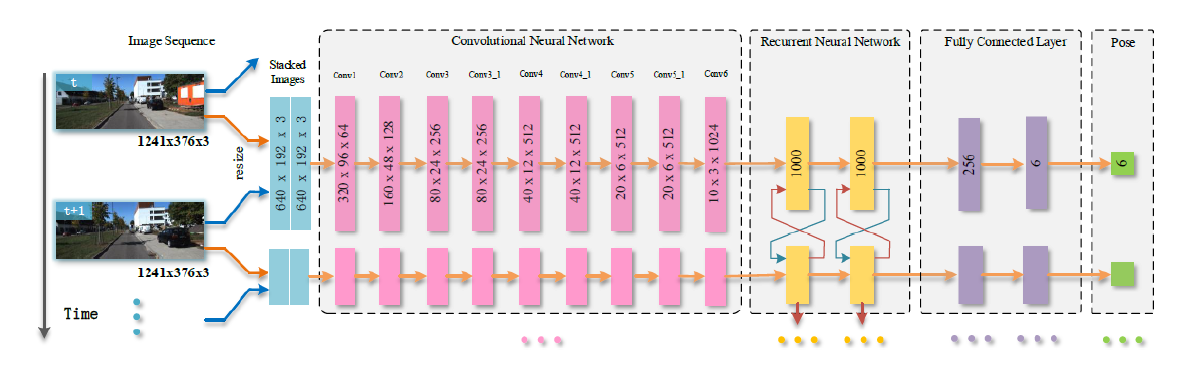 Image Sequence
Convolutional Neural Network
Recurrent Neural Network
Fully Connected Layer
Pose
Stacked
Images
Conv1
Conv2
Conv3
Conv3_1
Conv4
Conv4_1
Conv5
Conv5_1
Conv6
t
1241x376x3
resize
640 x 192 x 3
640 x 192 x 3
320 x 96 x 64
160 x 48 x 128
80 x 24 x 256
80 x 24 x 256
40 x 12 x 512
40 x 12 x 512
20 x 6 x 512
20 x 6 x 512
10 x 3 x 1024
1000
1000
256
6
6
t+1
1241x376x3
Time